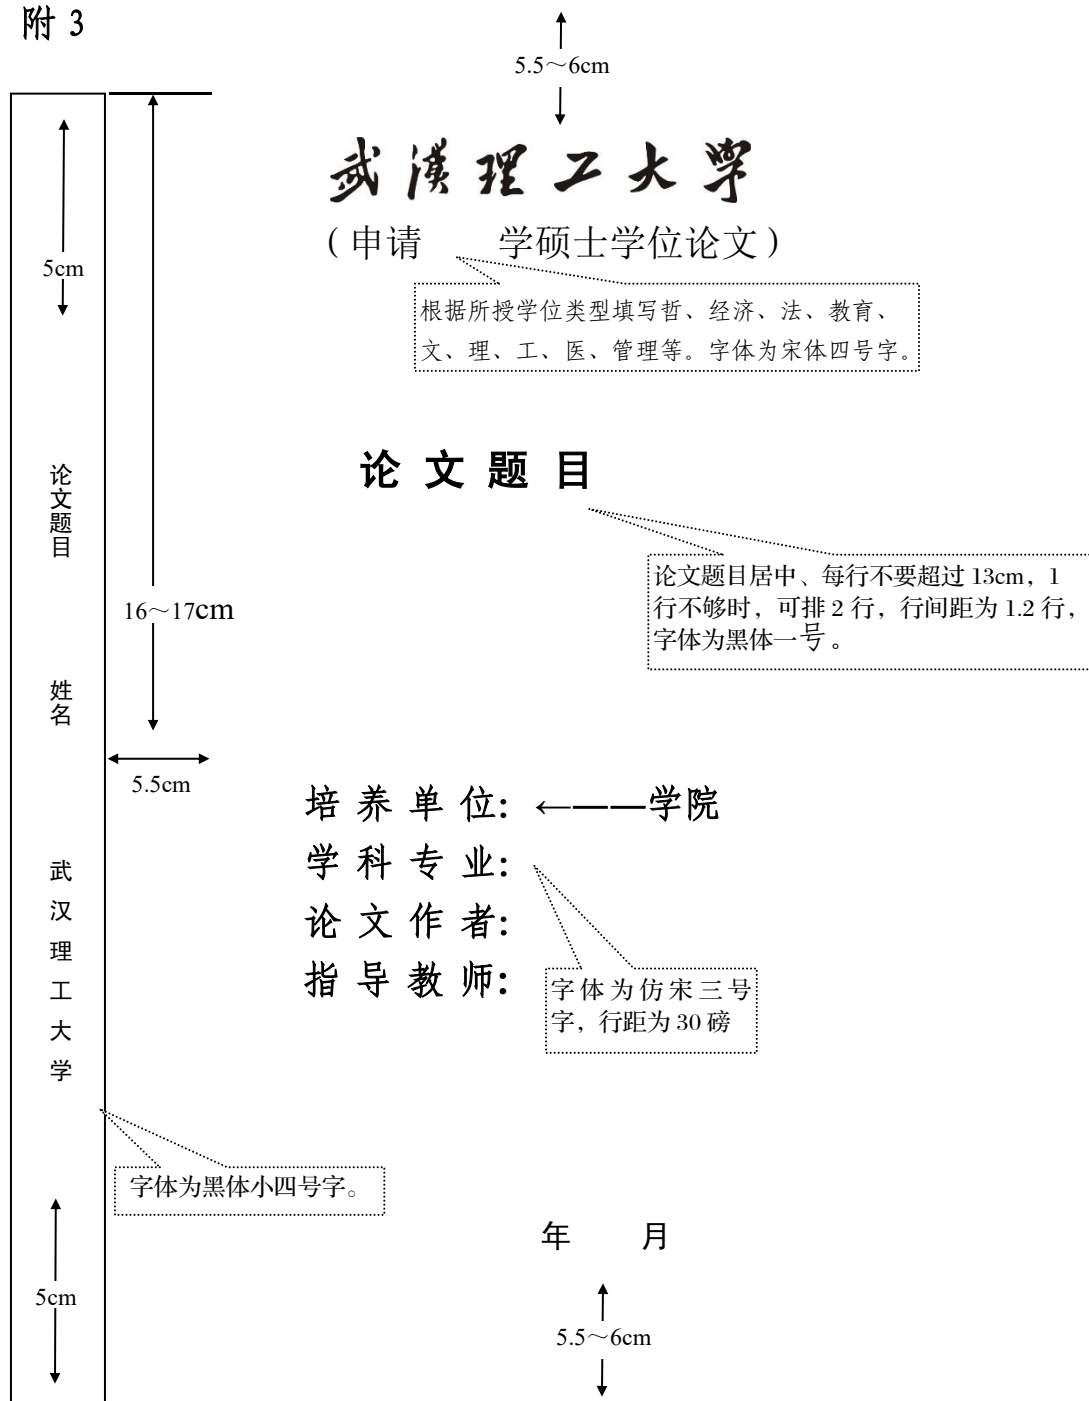 附 3
5.5～6cm
武漢理工大學
（申请　　学硕士学位论文）
5cm
根据所授学位类型填写哲、经济、法、教育、
文、理、工、医、管理等。字体为宋体四号字。
论 文 题 目
论文题目
论文题目居中、每行不要超过 13cm，1
行不够时，可排 2 行，行间距为 1.2 行，
字体为黑体一号。
16～17cm
姓名
5.5cm
培 养 单 位：←——学院
学 科 专 业：
论 文 作 者：
指 导 教 师：
字体为仿宋三号
字，行距为 30 磅
武汉理工大学
字体为黑体小四号字。
年　　月
5cm
5.5～6cm